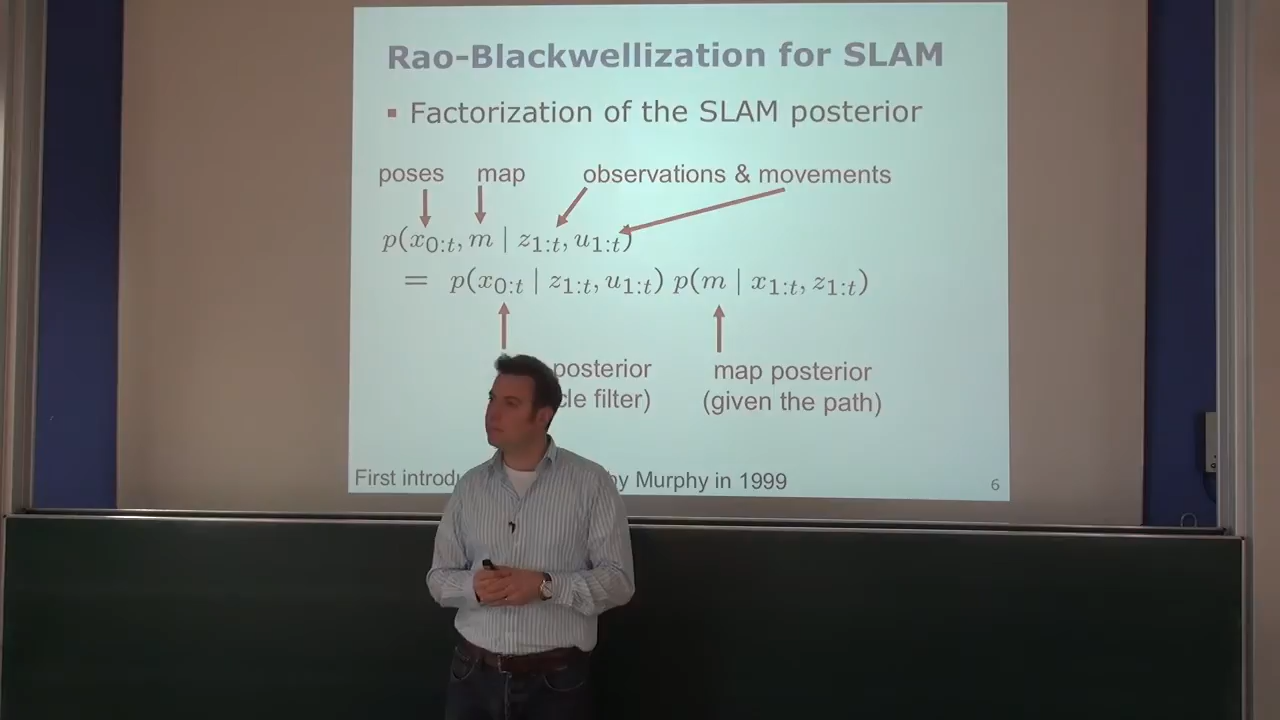 Rao-Blackwellization for SLAM
▪ Factorization of the SLAM posterior
poses map observations & movements
p(x_{0:t}, m | z_{1:t}, u_{1:t})
= p(x_{0:t} | z_{1:t}, u_{1:t}) p(m | x_{1:t}, z_{1:t})
posterior map posterior
filter) (given the path)
First by Murphy in 1999
6